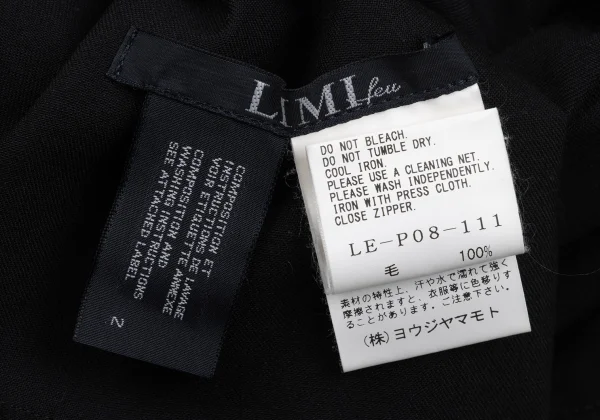 LIMI feu
COMPOSITION ET
INSTRUCTIONS DE LAVAGE
VOIR ETIQUETTE ANNEXE
COMPOSITION AND
WASHING INSTRUCTIONS
SEE ATTACHED LABEL
2
DO NOT BLEACH.
DO NOT TUMBLE DRY.
COOL IRON.
PLEASE USE A CLEANING NET.
PLEASE WASH INDEPENDENTLY.
IRON WITH PRESS CLOTH.
CLOSE ZIPPER.
LE-P08-111
毛 100%
素材の特性上、汗や水で濡れて強く
摩擦されますと、衣服等に色移りす
ることがあります。ご注意下さい。
(株)ヨウジヤマモト